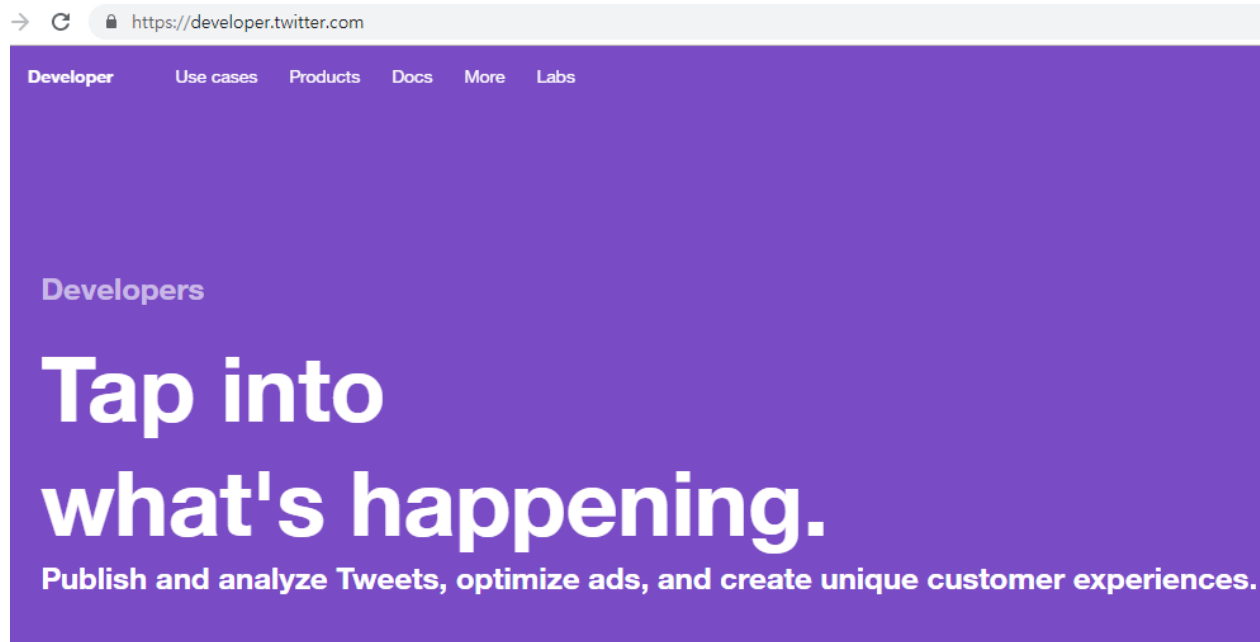 https://developer.twitter.com
Developer Use cases Products Docs More Labs
Developers
Tap into
what's happening.
Publish and analyze Tweets, optimize ads, and create unique customer experiences.